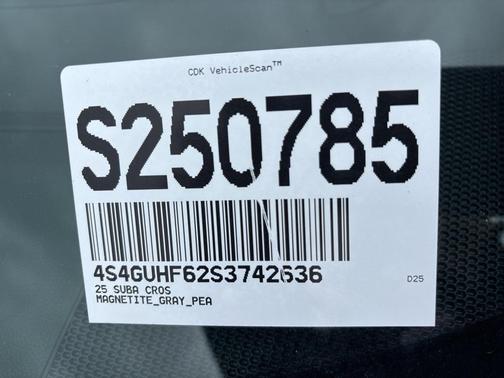 CDK VehicleScan™
S250785
4S4GUHF62S3742636
25 SUBA CROS
MAGNETITE_GRAY_PEA
D25